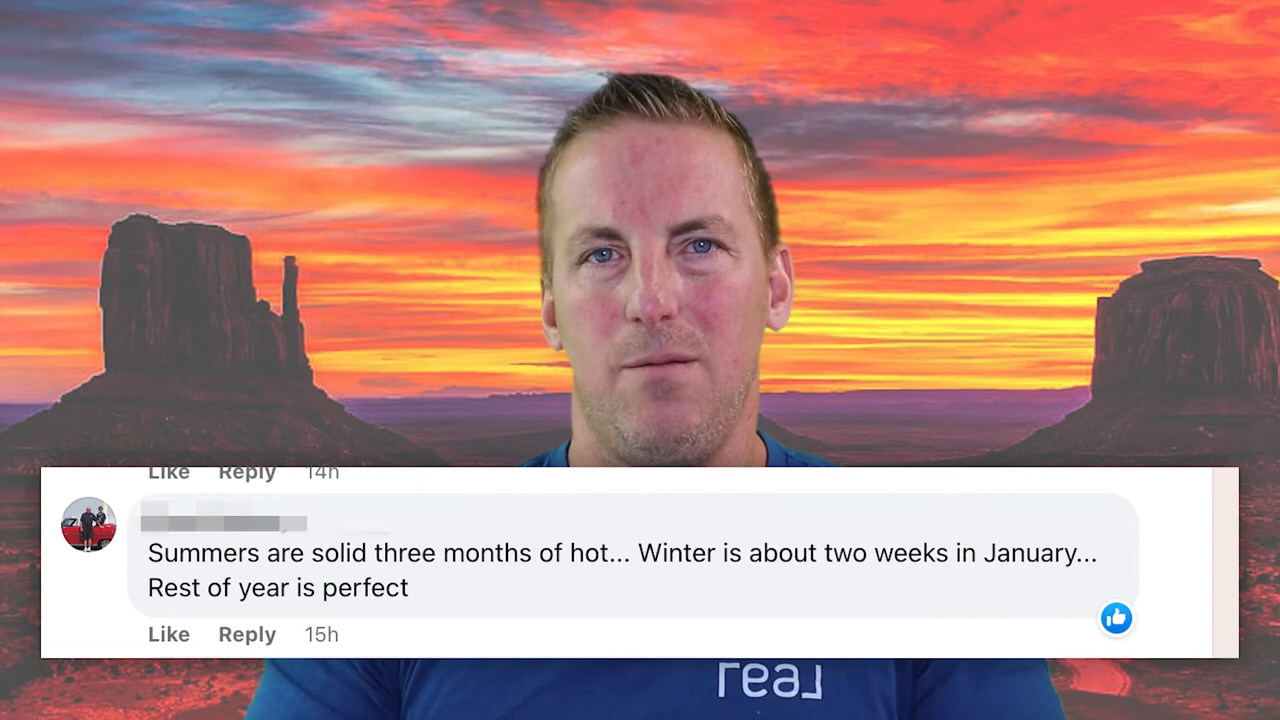 Like Reply 14h
Summers are solid three months of hot... Winter is about two weeks in January...
Rest of year is perfect
Like Reply 15h
real